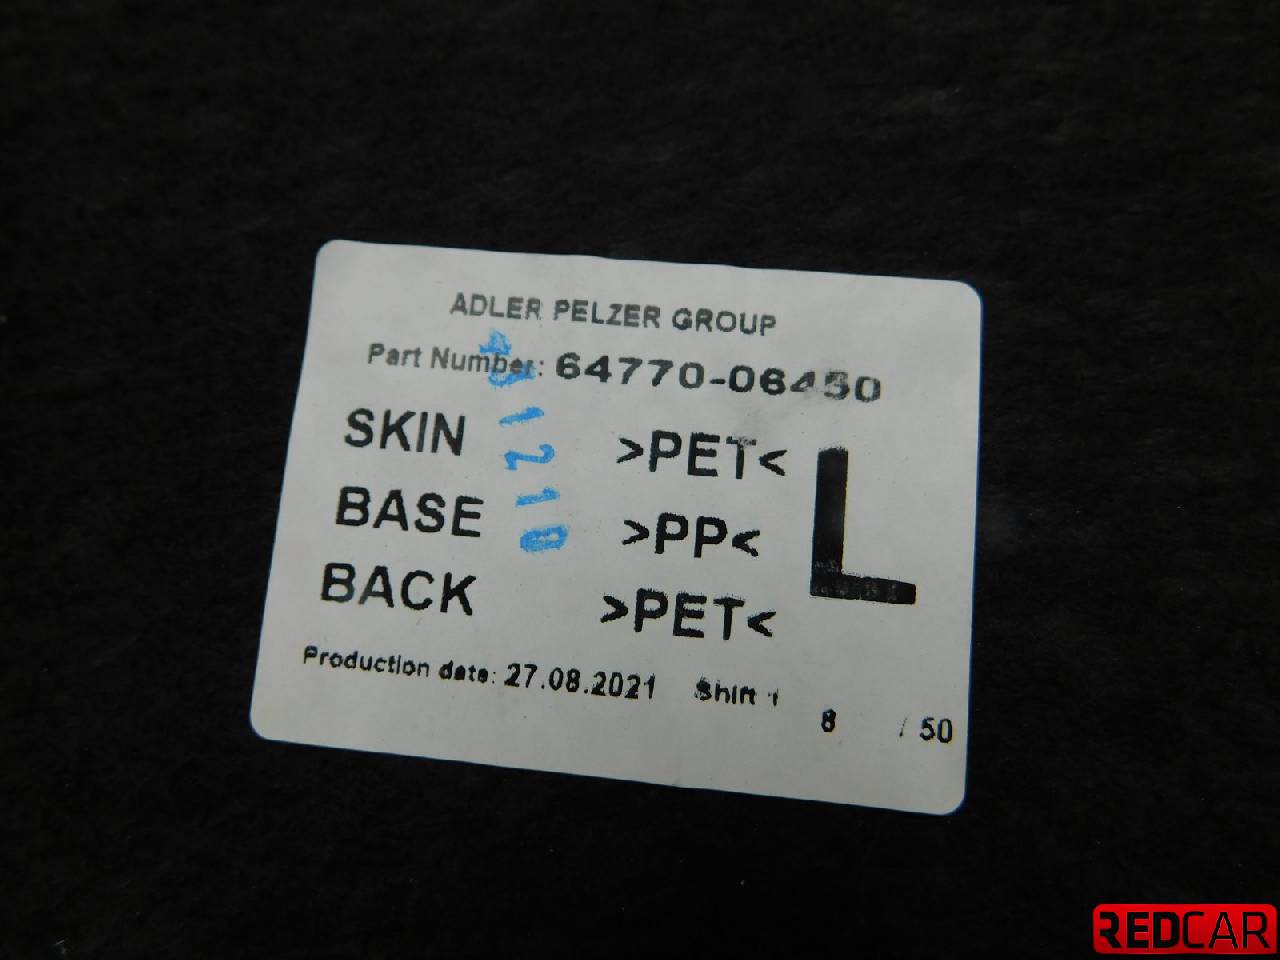 ADLER PELZER GROUP
Part Number: 64770-06450
SKIN >PET<
BASE >PP<
BACK >PET<
L
Production date: 27.08.2021 Shift 1
8 / 50
REDCAR